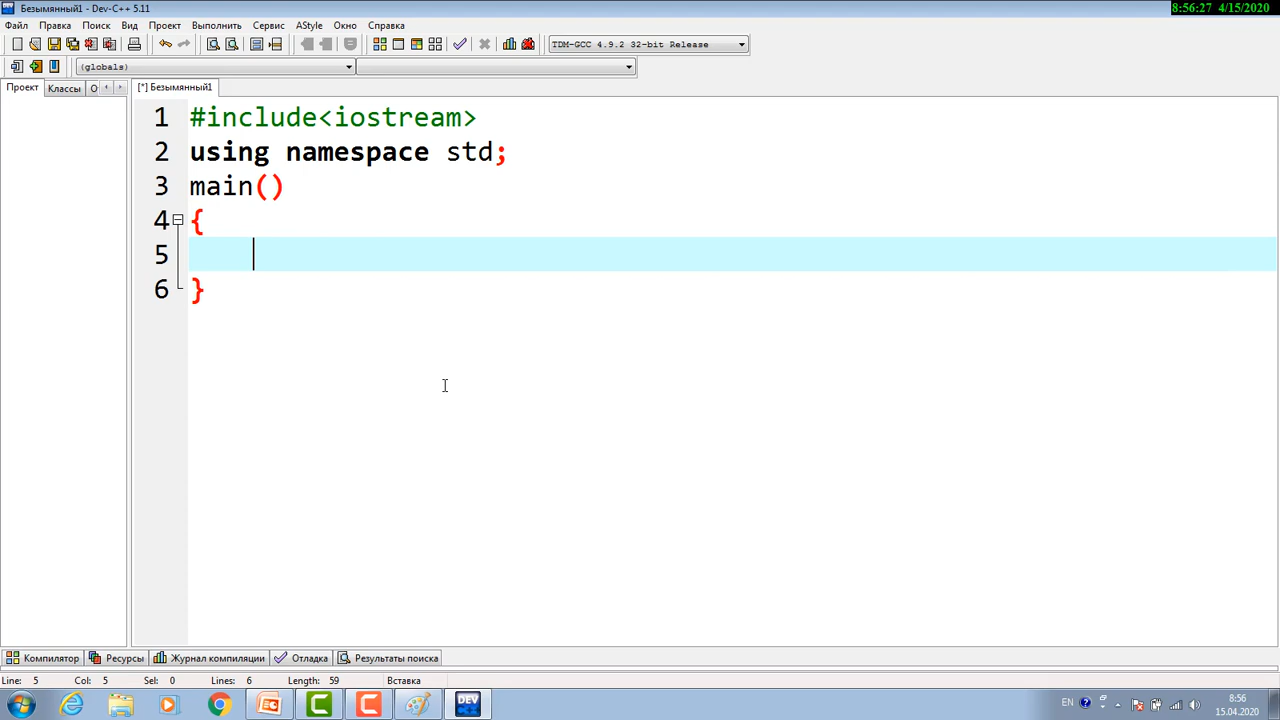 Безымянный1 - Dev-C++ 5.11
8:56:27 4/15/2020
Файл Правка Поиск Вид Проект Выполнить Сервис AStyle Окно Справка
TDM-GCC 4.9.2 32-bit Release
(globals)
Проект Классы О
[*] Безымянный1
1 #include<iostream>
2 using namespace std;
3 main()
4 {
5
6 }
Компилятор Ресурсы Журнал компиляции Отладка Результаты поиска
Line: 5 Col: 5 Sel: 0 Lines: 6 Length: 59 Вставка
DEV
EN
8:56
15.04.2020